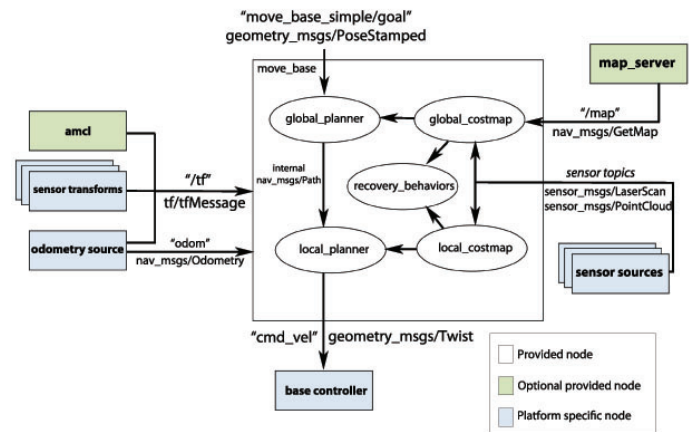 “move_base_simple/goal”
geometry_msgs/PoseStamped
move_base
map_server
“/map”
nav_msgs/GetMap
global_planner
global_costmap
amcl
sensor transforms
“/tf”
tf/tfMessage
internal
nav_msgs/Path
recovery_behaviors
sensor topics
sensor_msgs/LaserScan
sensor_msgs/PointCloud
odometry source
“odom”
nav_msgs/Odometry
local_planner
local_costmap
sensor sources
“cmd_vel”
geometry_msgs/Twist
base controller
Provided node
Optional provided node
Platform specific node